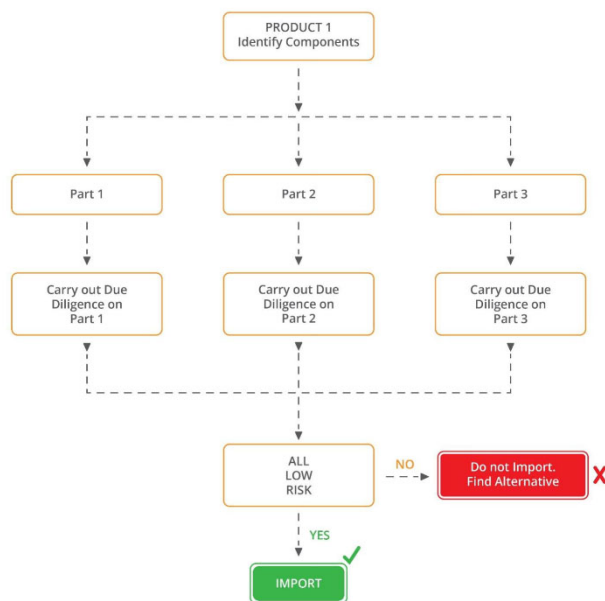 PRODUCT 1
Identify Components
Part 1
Part 2
Part 3
Carry out Due
Diligence on
Part 1
Carry out Due
Diligence on
Part 2
Carry out Due
Diligence on
Part 3
ALL
LOW
RISK
NO
Do not Import.
Find Alternative
YES
IMPORT